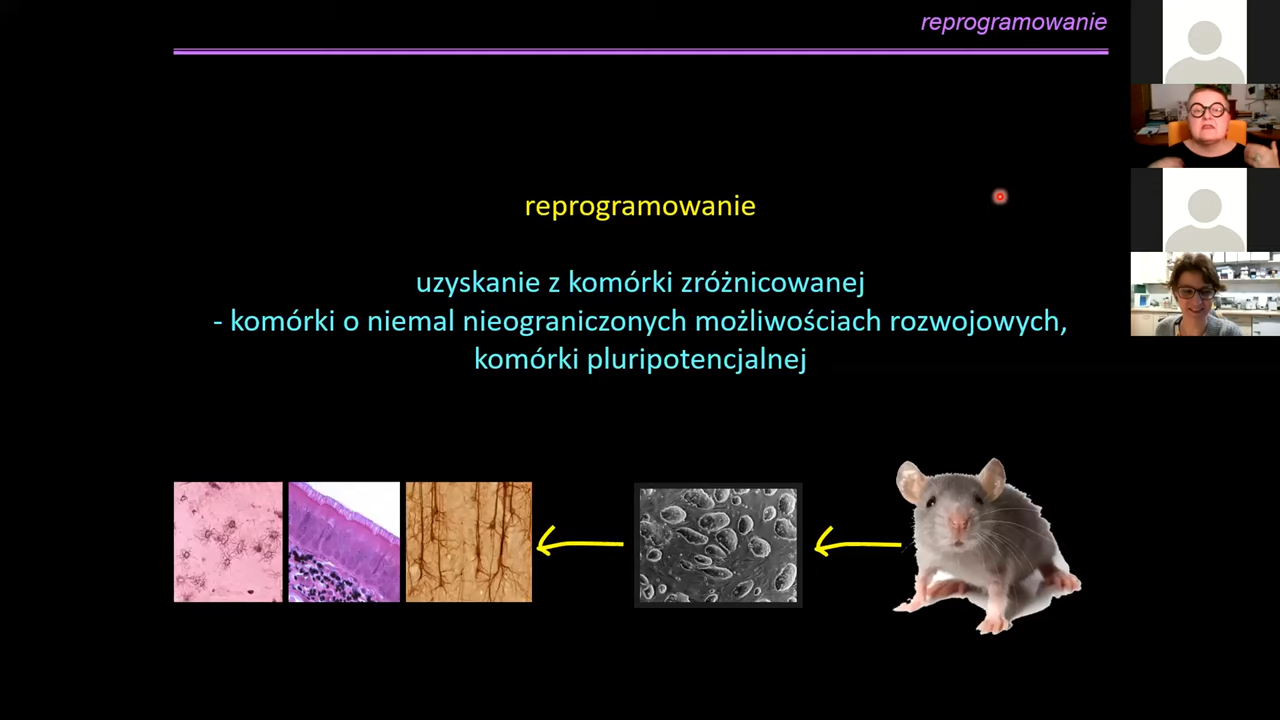 reprogramowanie
reprogramowanie
uzyskanie z komórki zróżnicowanej
- komórki o niemal nieograniczonych możliwościach rozwojowych,
komórki pluripotencjalnej